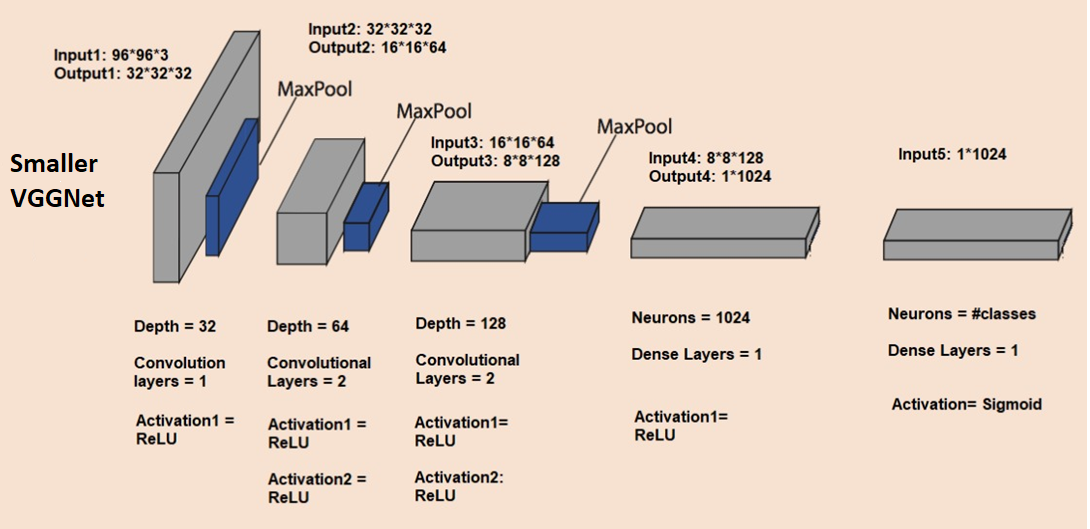 Smaller
VGGNet
Input1: 96*96*3
Output1: 32*32*32
MaxPool
Input2: 32*32*32
Output2: 16*16*64
MaxPool
Input3: 16*16*64
Output3: 8*8*128
MaxPool
Input4: 8*8*128
Output4: 1*1024
Input5: 1*1024
Depth = 32
Convolution
layers = 1
Activation1 =
ReLU
Depth = 64
Convolutional
Layers = 2
Activation1 =
ReLU
Activation2 =
ReLU
Depth = 128
Convolutional
Layers = 2
Activation1=
ReLU
Activation2:
ReLU
Neurons = 1024
Dense Layers = 1
Activation1=
ReLU
Neurons = #classes
Dense Layers = 1
Activation= Sigmoid